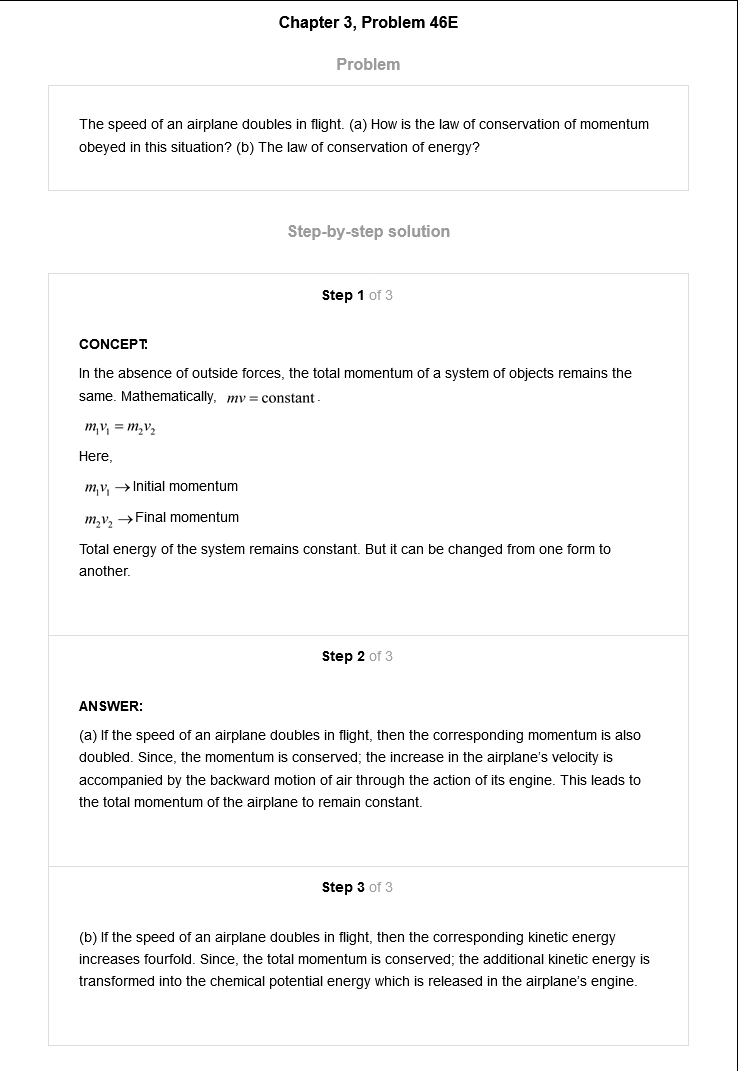 Chapter 3, Problem 46E
Problem
The speed of an airplane doubles in flight. (a) How is the law of conservation of momentum
obeyed in this situation? (b) The law of conservation of energy?
Step-by-step solution
Step 1 of 3
CONCEPT:
In the absence of outside forces, the total momentum of a system of objects remains the
same. Mathematically, mv = constant.
m₁v₁ = m₂v₂
Here,
m₁v₁ → Initial momentum
m₂v₂ → Final momentum
Total energy of the system remains constant. But it can be changed from one form to
another.
Step 2 of 3
ANSWER:
(a) If the speed of an airplane doubles in flight, then the corresponding momentum is also
doubled. Since, the momentum is conserved; the increase in the airplane's velocity is
accompanied by the backward motion of air through the action of its engine. This leads to
the total momentum of the airplane to remain constant.
Step 3 of 3
(b) If the speed of an airplane doubles in flight, then the corresponding kinetic energy
increases fourfold. Since, the total momentum is conserved; the additional kinetic energy is
transformed into the chemical potential energy which is released in the airplane's engine.